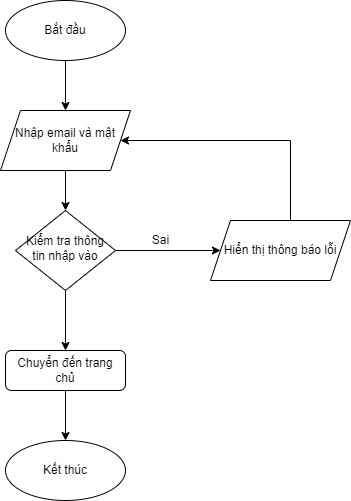 Bắt đầu
Nhập email và mật
khẩu
Kiểm tra thông
tin nhập vào
Sai
Hiển thị thông báo lỗi
Chuyển đến trang
chủ
Kết thúc